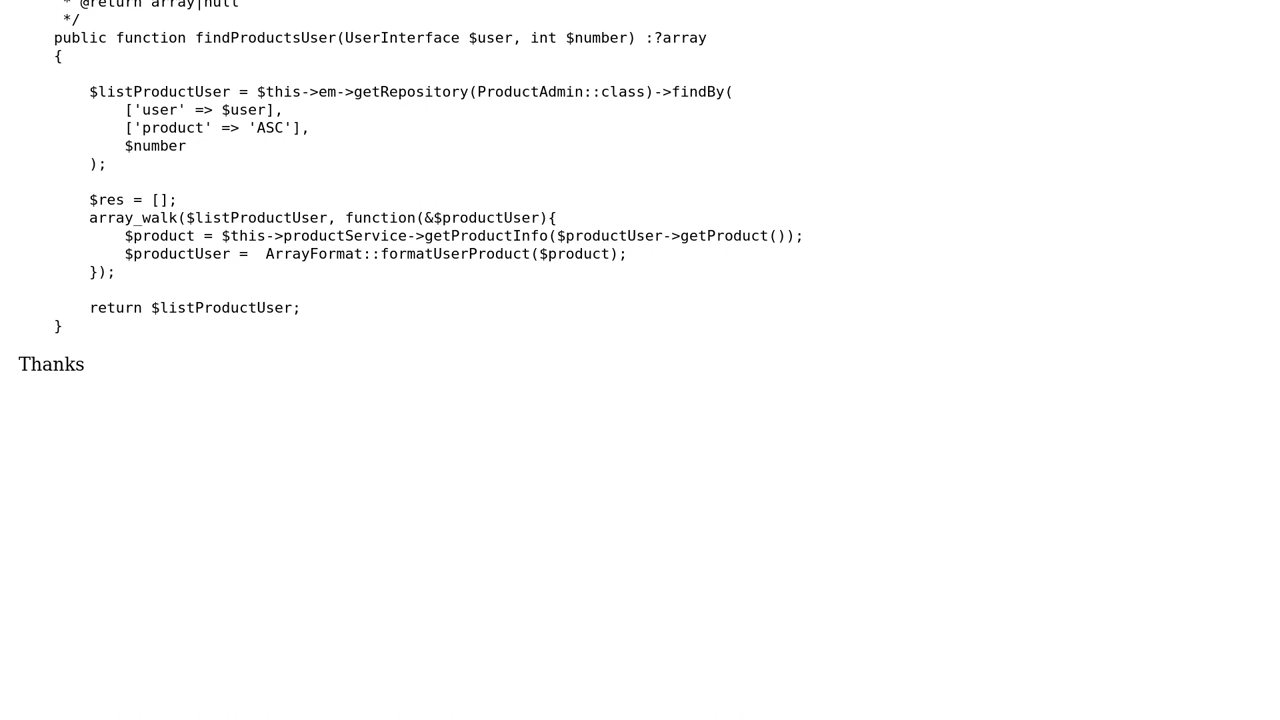 * @return array|null
*/
public function findProductsUser(UserInterface $user, int $number) :?array
{
$listProductUser = $this->em->getRepository(ProductAdmin::class)->findBy(
['user' => $user],
['product' => 'ASC'],
$number
);
$res = [];
array_walk($listProductUser, function(&$productUser){
$product = $this->productService->getProductInfo($productUser->getProduct());
$productUser =  ArrayFormat::formatUserProduct($product);
});
return $listProductUser;
}
Thanks